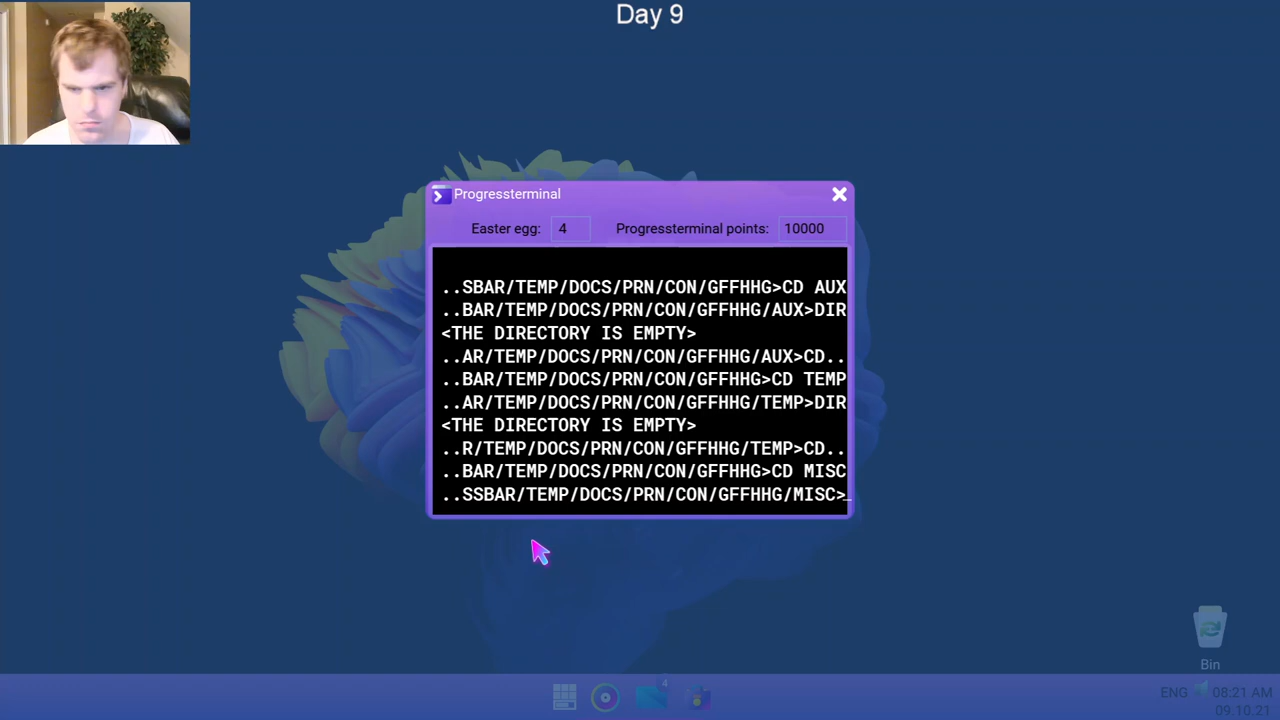 Day 9
Progressterminal
Easter egg: 4 Progressterminal points: 10000
..SBAR/TEMP/DOCS/PRN/CON/GFFHHG>CD AUX
..BAR/TEMP/DOCS/PRN/CON/GFFHHG/AUX>DIR
<THE DIRECTORY IS EMPTY>
..AR/TEMP/DOCS/PRN/CON/GFFHHG/AUX>CD..
..BAR/TEMP/DOCS/PRN/CON/GFFHHG>CD TEMP
..AR/TEMP/DOCS/PRN/CON/GFFHHG/TEMP>DIR
<THE DIRECTORY IS EMPTY>
..R/TEMP/DOCS/PRN/CON/GFFHHG/TEMP>CD..
..BAR/TEMP/DOCS/PRN/CON/GFFHHG>CD MISC
..SSBAR/TEMP/DOCS/PRN/CON/GFFHHG/MISC>_
Bin
4
ENG 08:21 AM
09.10.21